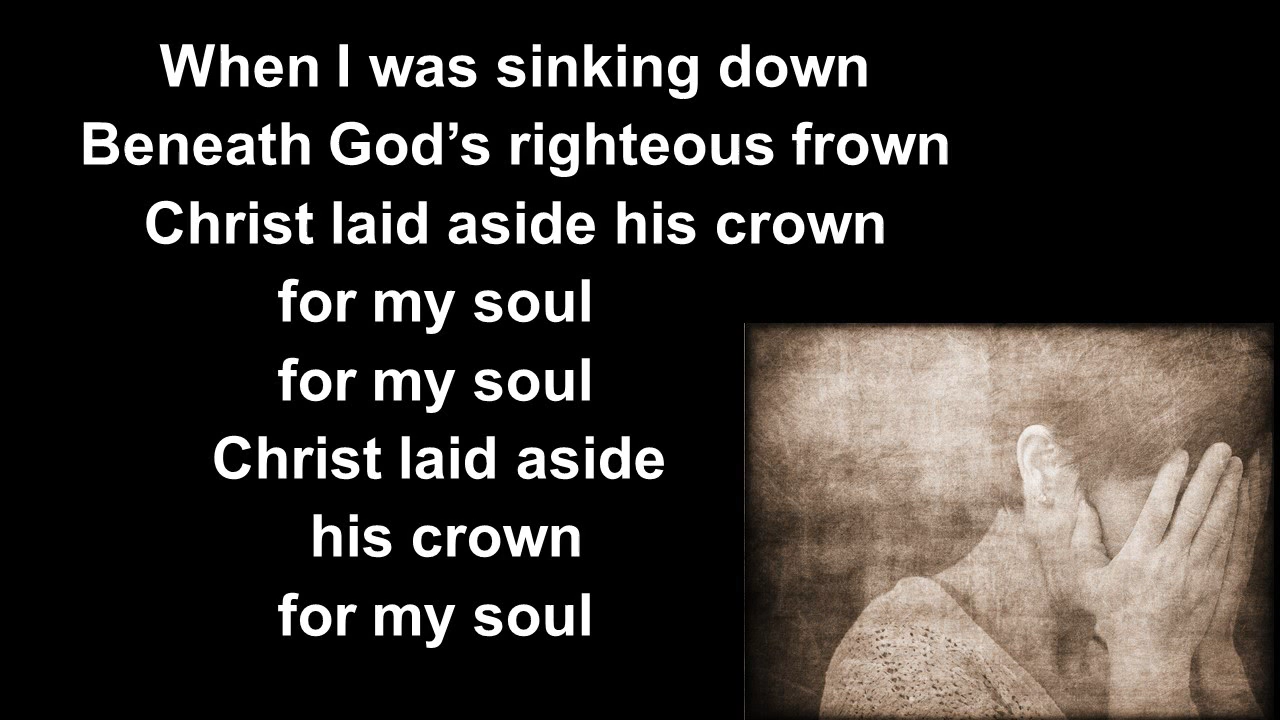 When I was sinking down
Beneath God’s righteous frown
Christ laid aside his crown
for my soul
for my soul
Christ laid aside
his crown
for my soul